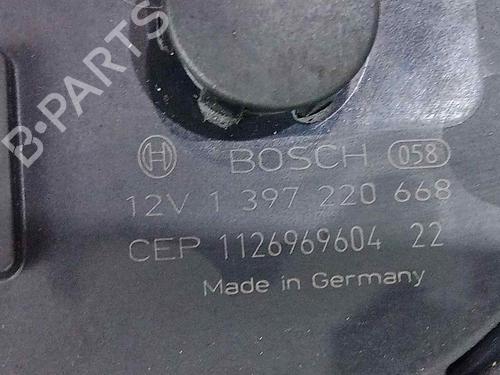 B-PARTS
BOSCH 058
12V 1 397 220 668
CEP 1126969604 22
Made in Germany